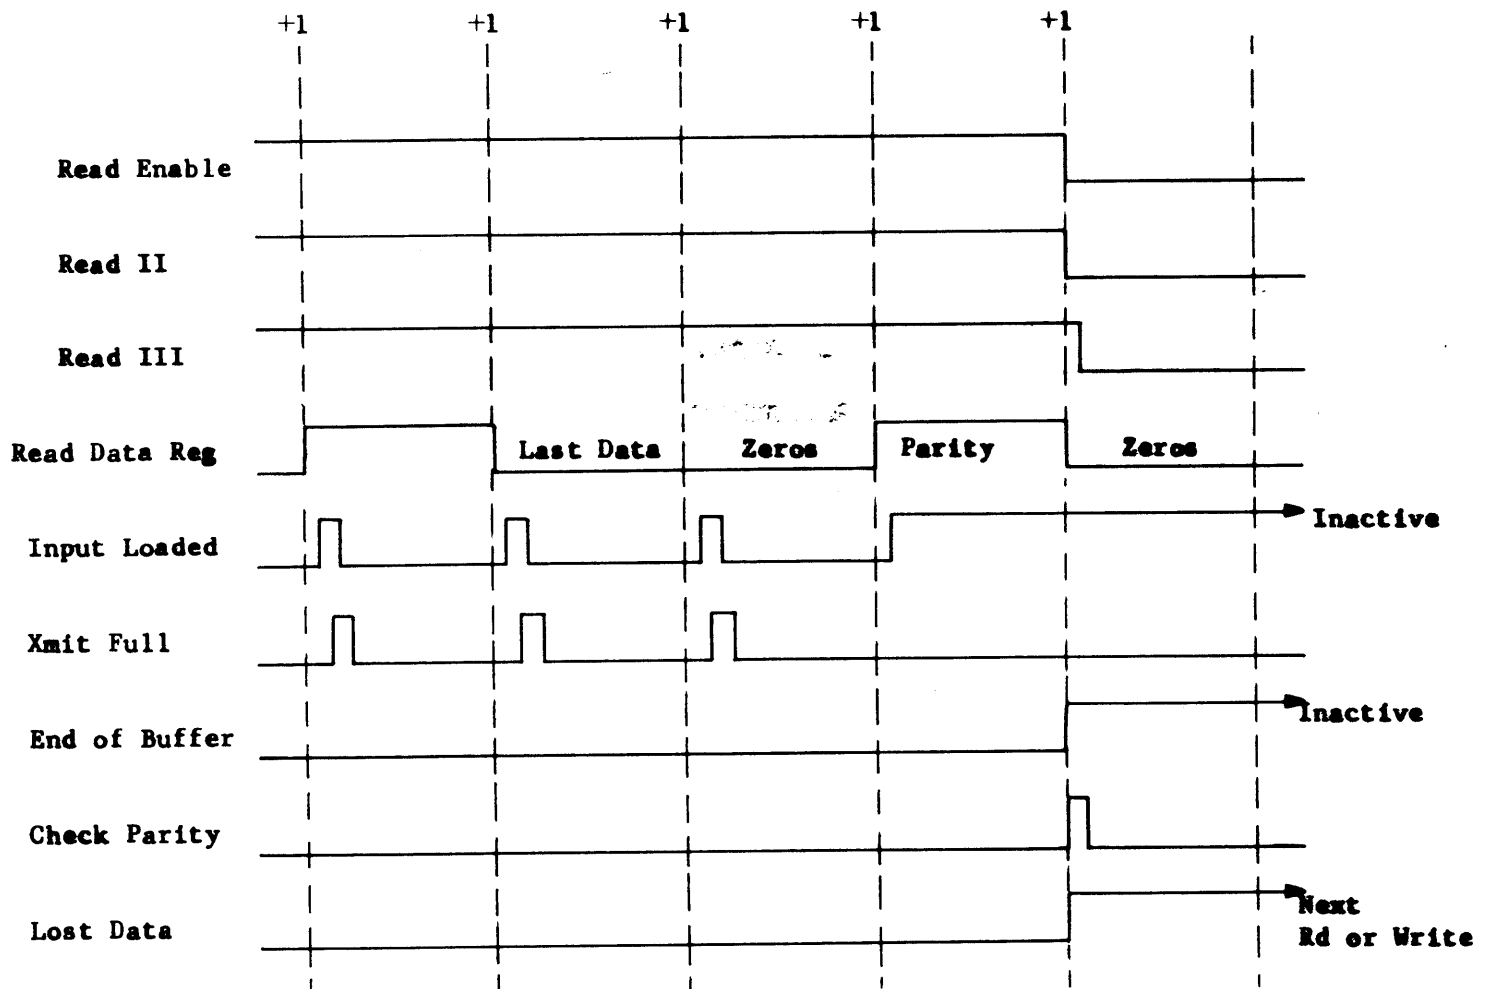 +1 +1 +1 +1 +1
Read Enable
Read II
Read III
Read Data Reg Last Data Zeros Parity Zeros
Input Loaded Inactive
Xmit Full
End of Buffer Inactive
Check Parity
Lost Data Next
Rd or Write